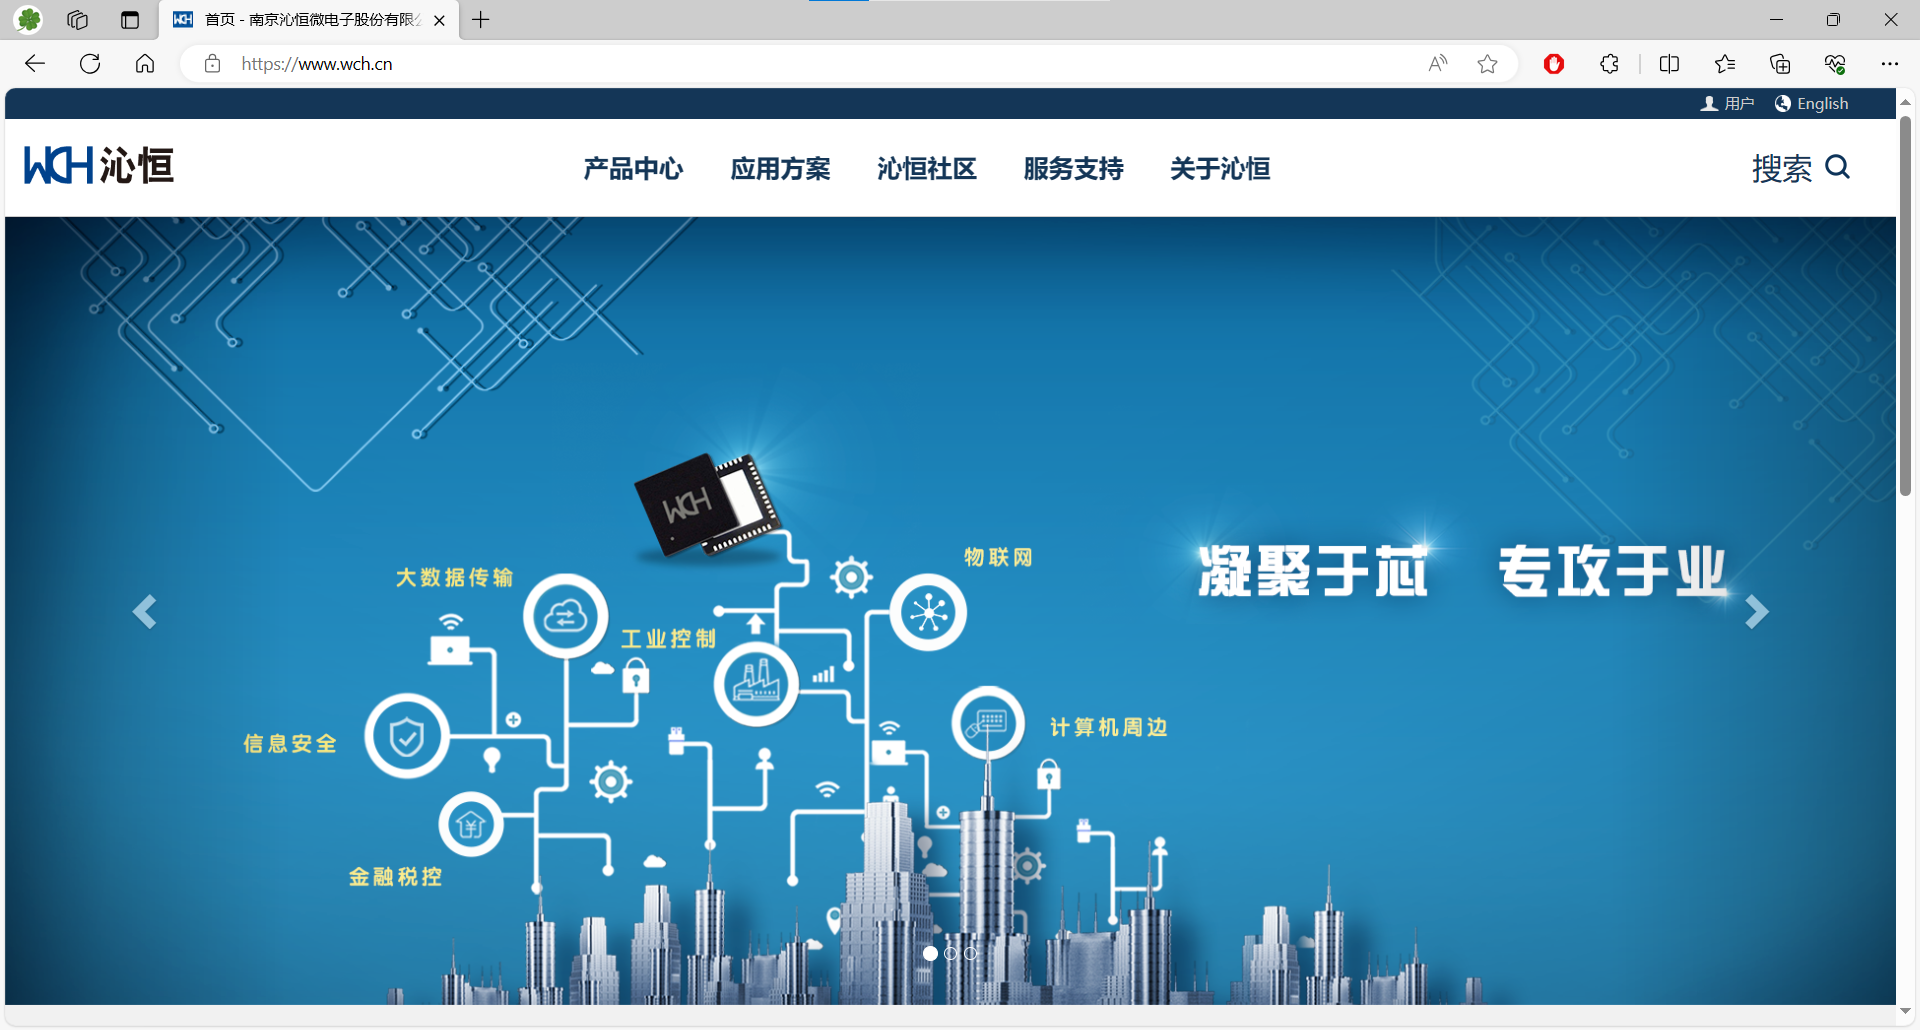 首页 - 南京沁恒微电子股份有限公
https://www.wch.cn
用户 English
WCH 沁恒
产品中心 应用方案 沁恒社区 服务支持 关于沁恒
搜索
WCH
物联网
凝聚于芯 专攻于业
大数据传输
工业控制
计算机周边
信息安全
金融税控